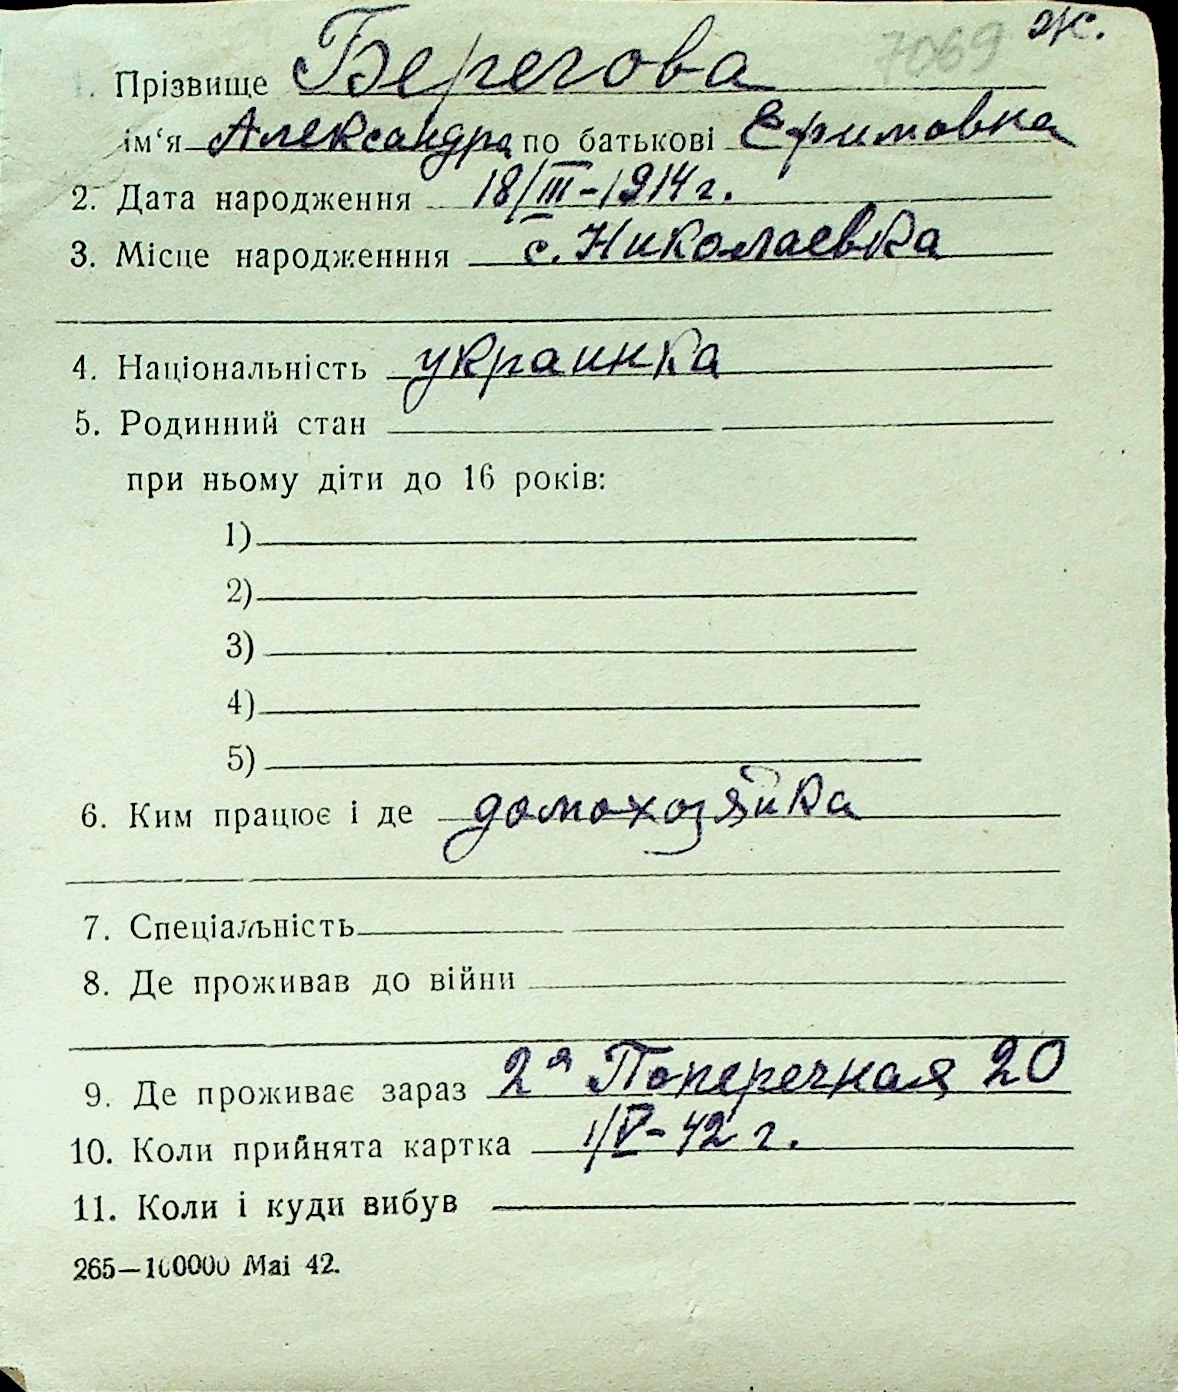 7069 Ж.
1. Прізвище Берегова
ім‘я Александра по батькові Ефимовна
2. Дата народження 18/III-1914 г.
3. Місце народженння с. Николаевка
4. Національність украинка
5. Родинний стан
при ньому діти до 16 років:
1)
2)
3)
4)
5)
6. Ким працює і де домохозяйка
7. Спеціальність
8. Де проживав до війни
9. Де проживає зараз 2я Поперечная 20
10. Коли прийнята картка 1/V-42 г.
11. Коли і куди вибув
265—100000 Mai 42.